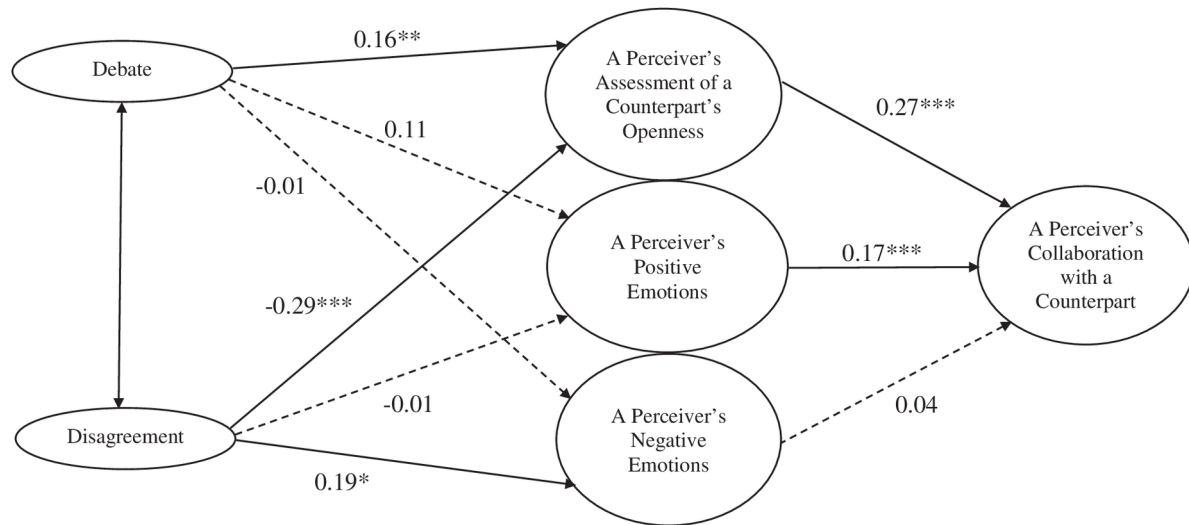 0.16**
Debate
A Perceiver's
Assessment of a
Counterpart's
Openness
0.27***
0.11
-0.01
A Perceiver's
Positive
Emotions
0.17***
A Perceiver's
Collaboration
with a
Counterpart
-0.29***
-0.01
Disagreement
A Perceiver's
Negative
Emotions
0.04
0.19*